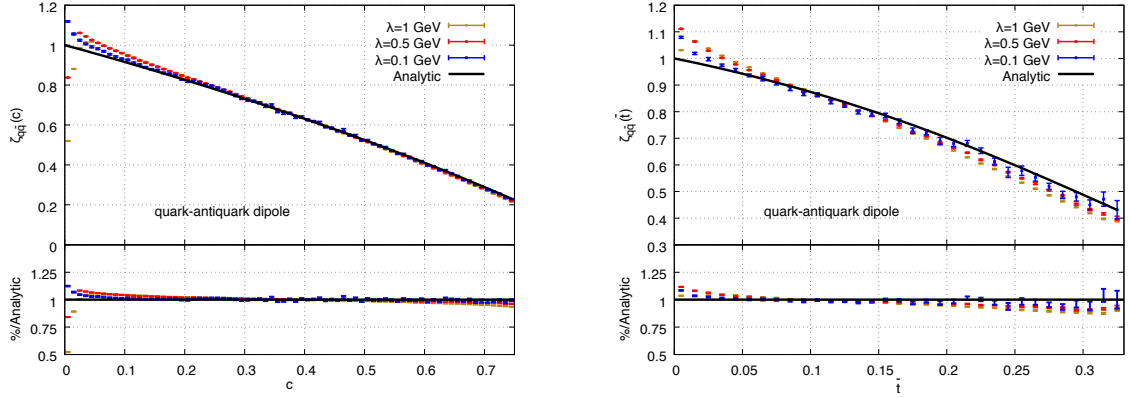 ζqq̄(c)
1.2
1
0.8
0.6
0.4
0.2
0
λ=1 GeV
λ=0.5 GeV
λ=0.1 GeV
Analytic
quark-antiquark dipole
%/Analytic
1.25
1
0.75
0.5
0 0.1 0.2 0.3 0.4 0.5 0.6 0.7
c
ζqq̄(t̄)
1.2
1.1
1
0.9
0.8
0.7
0.6
0.5
0.4
0.3
λ=1 GeV
λ=0.5 GeV
λ=0.1 GeV
Analytic
quark-antiquark dipole
%/Analytic
1.25
1
0.75
0.5
0 0.05 0.1 0.15 0.2 0.25 0.3
t̄